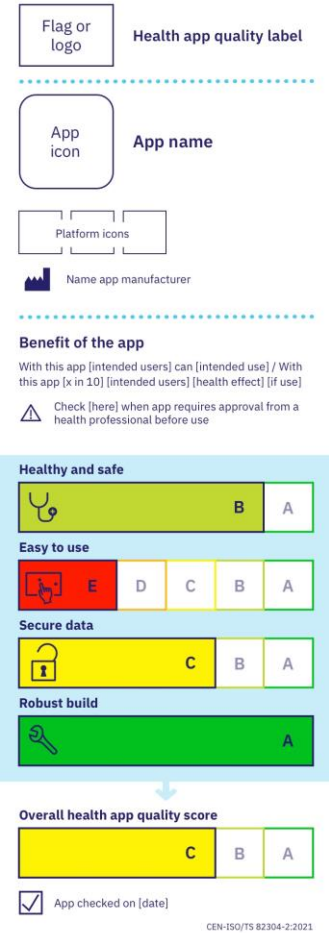 Flag or
logo
Health app quality label
App
icon
App name
Platform icons
Name app manufacturer
Benefit of the app
With this app [intended users] can [intended use] / With
this app [x in 10] [intended users] [health effect] [if use]
Check [here] when app requires approval from a
health professional before use
Healthy and safe
B A
Easy to use
E D C B A
Secure data
C B A
Robust build
A
Overall health app quality score
C B A
App checked on [date]
CEN-ISO/TS 82304-2:2021